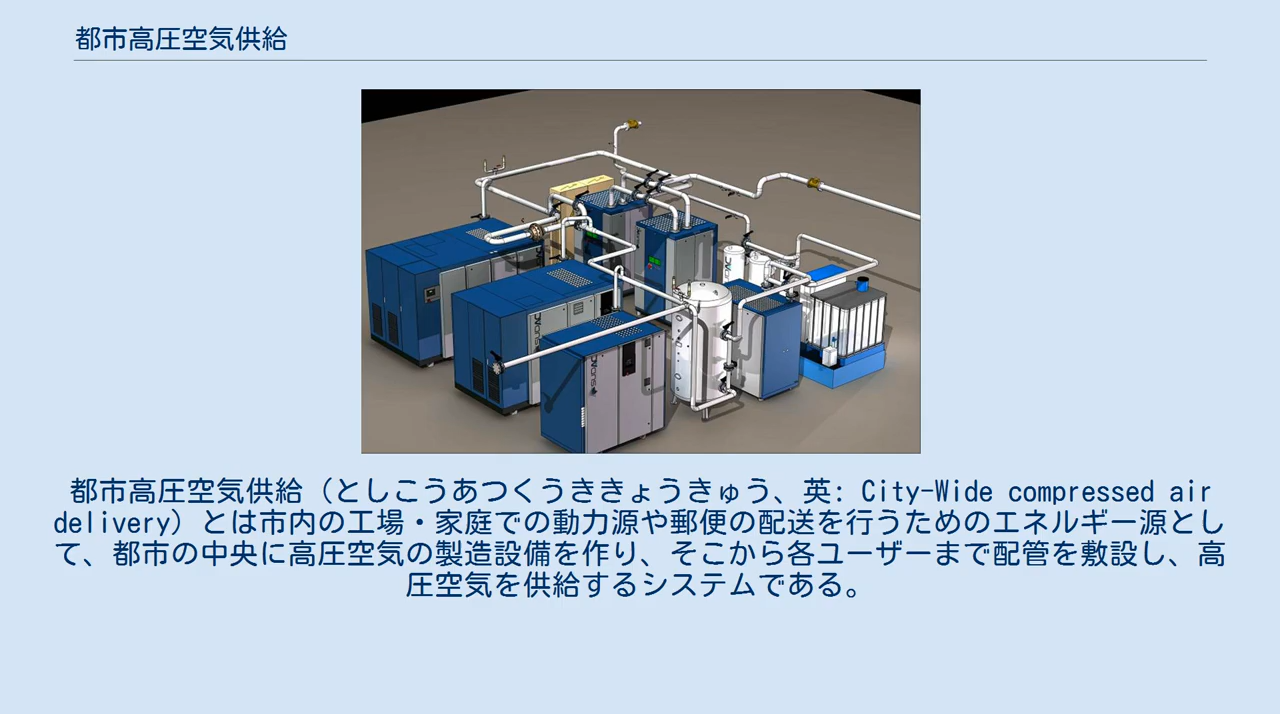 都市高圧空気供給
都市高圧空気供給（としこうあつくうききょうきゅう、英: City-Wide compressed air
delivery）とは市内の工場・家庭での動力源や郵便の配送を行うためのエネルギー源とし
て、都市の中央に高圧空気の製造設備を作り、そこから各ユーザーまで配管を敷設し、高
圧空気を供給するシステムである。